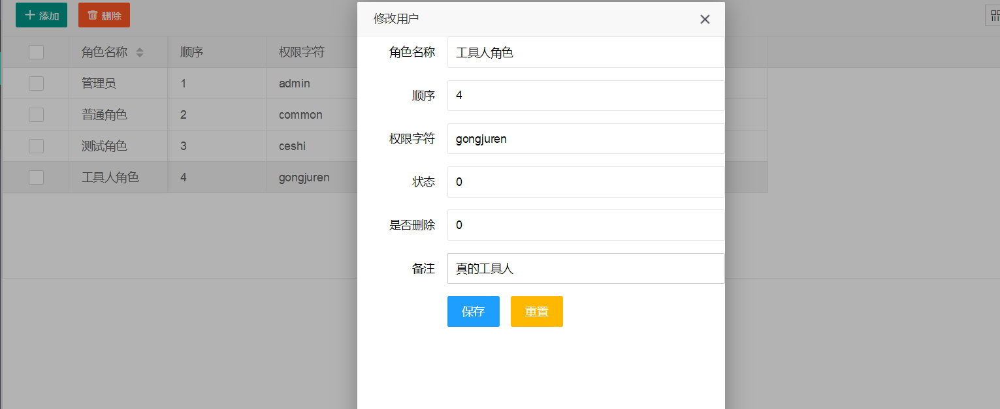 添加 删除
角色名称 顺序 权限字符
管理员 1 admin
普通角色 2 common
测试角色 3 ceshi
工具人角色 4 gongjuren
修改用户
角色名称 工具人角色
顺序 4
权限字符 gongjuren
状态 0
是否删除 0
备注 真的工具人
保存 重置